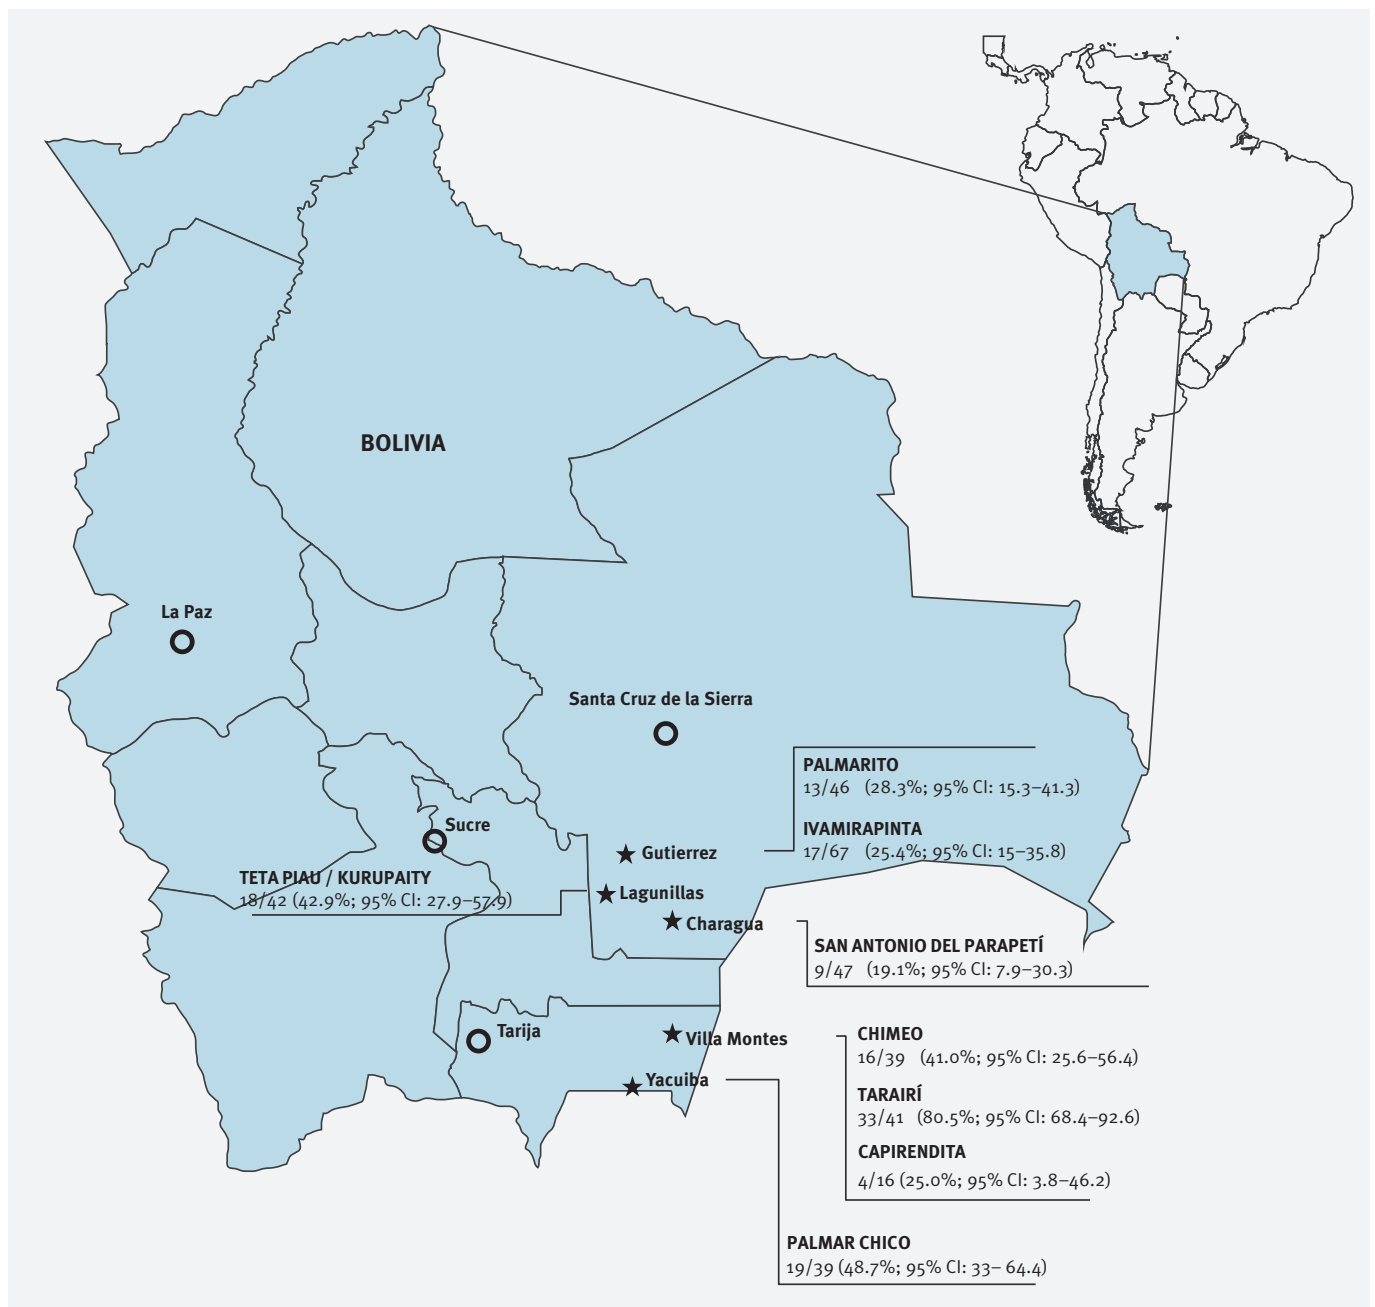 BOLIVIA
La Paz
Santa Cruz de la Sierra
PALMARITO
13/46 (28.3%; 95% CI: 15.3–41.3)
IVAMIRAPINTA
17/67 (25.4%; 95% CI: 15–35.8)
Sucre
Gutierrez
TETA PIAU / KURUPAITY
18/42 (42.9%; 95% CI: 27.9–57.9)
Lagunillas
Charagua
SAN ANTONIO DEL PARAPETÍ
9/47 (19.1%; 95% CI: 7.9–30.3)
Tarija
Villa Montes
CHIMEO
16/39 (41.0%; 95% CI: 25.6–56.4)
TARAIRÍ
33/41 (80.5%; 95% CI: 68.4–92.6)
CAPIRENDITA
4/16 (25.0%; 95% CI: 3.8–46.2)
Yacuiba
PALMAR CHICO
19/39 (48.7%; 95% CI: 33– 64.4)